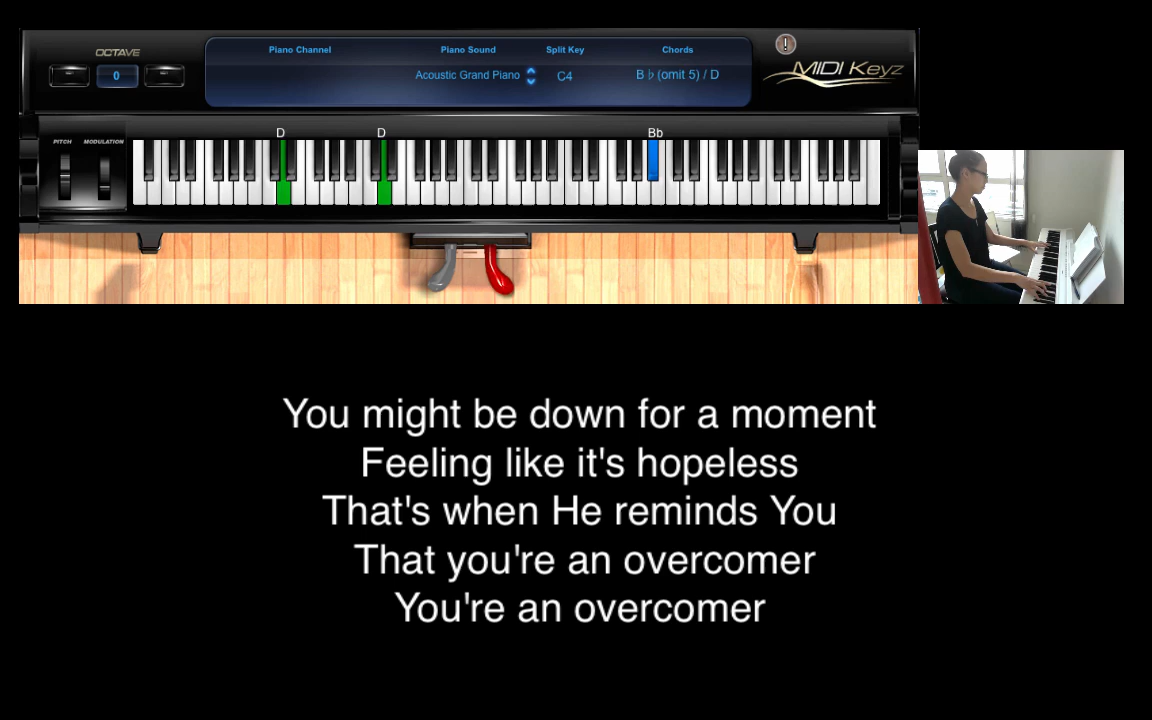 OCTAVE
0
Piano Channel
Piano Sound
Acoustic Grand Piano
Split Key
C4
Chords
B♭(omit 5) / D
MIDI Keyz
PITCH
MODULATION
D
D
Bb
You might be down for a moment
Feeling like it's hopeless
That's when He reminds You
That you're an overcomer
You're an overcomer